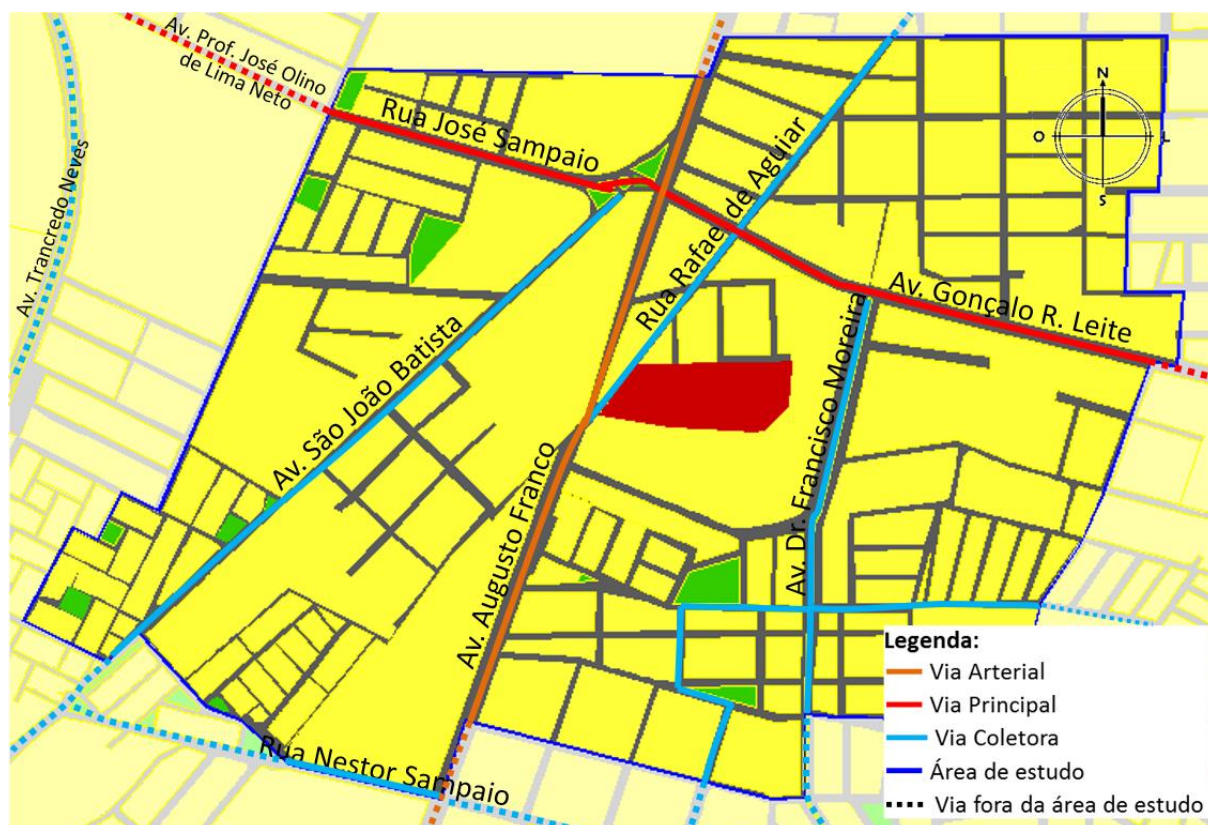 Av. Prof. José Olino
de Lima Neto
Av. Trancredo Neves
Rua José Sampaio
Rua Rafael de Aguiar
N
O
L
S
Av. Gonçalo R. Leite
Av. São João Batista
Av. Dr. Francisco Moreira
Av. Augusto Franco
Rua Nestor Sampaio
Legenda:
Via Arterial
Via Principal
Via Coletora
Área de estudo
Via fora da área de estudo